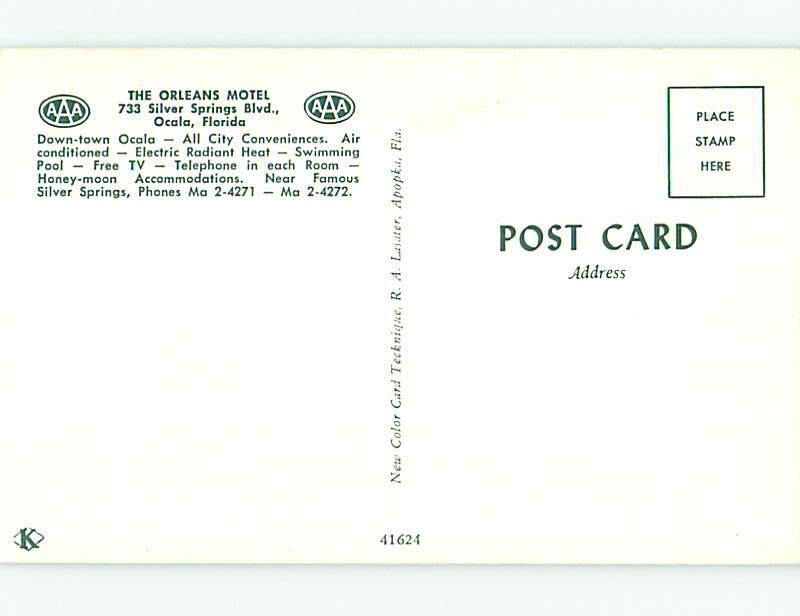 AAA
THE ORLEANS MOTEL
733 Silver Springs Blvd.,
Ocala, Florida
AAA
Down-town Ocala — All City Conveniences. Air
conditioned — Electric Radiant Heat — Swimming
Pool — Free TV — Telephone in each Room —
Honey-moon Accommodations. Near Famous
Silver Springs, Phones Ma 2-4271 — Ma 2-4272.
New Color Card Technique, R. A. Lasater, Apopka, Fla.
PLACE
STAMP
HERE
POST CARD
Address
K
41624